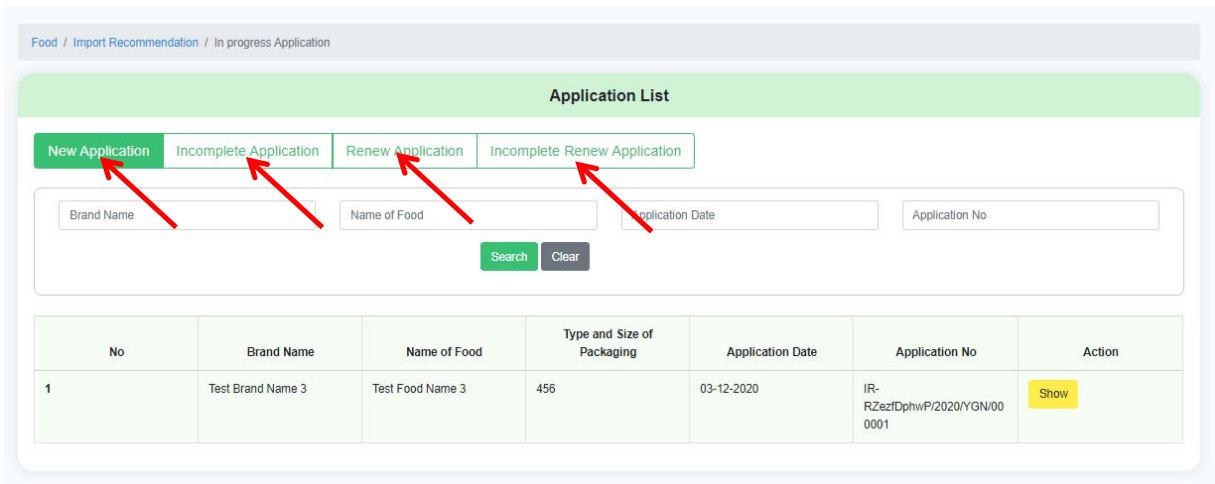 Food / Import Recommendation / In progress Application
Application List
New Application Incomplete Application Renew Application Incomplete Renew Application
Brand Name Name of Food Application Date Application No
Search Clear
No Brand Name Name of Food Type and Size of Packaging Application Date Application No Action
1 Test Brand Name 3 Test Food Name 3 456 03-12-2020 IR-
RZezfDphwP/2020/YGN/00
0001 Show